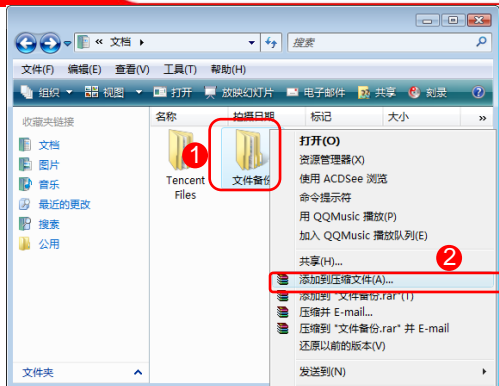 « 文档
搜索
文件(F) 编辑(E) 查看(V) 工具(T) 帮助(H)
组织 视图 打开 放映幻灯片 电子邮件 共享 刻录
收藏夹链接
名称 拍摄日期 标记 大小 »
文档
图片
音乐
最近的更改
搜索
公用
1
Tencent Files
文件备份
打开(O)
资源管理器(X)
使用 ACDSee 浏览
命令提示符
用 QQMusic 播放(P)
加入 QQMusic 播放队列(E)
共享(H)...
2
添加到压缩文件(A)...
添加到 "文件备份.rar"(T)
压缩并 E-mail...
压缩到 "文件备份.rar" 并 E-mail
还原以前的版本(V)
发送到(N)
文件夹